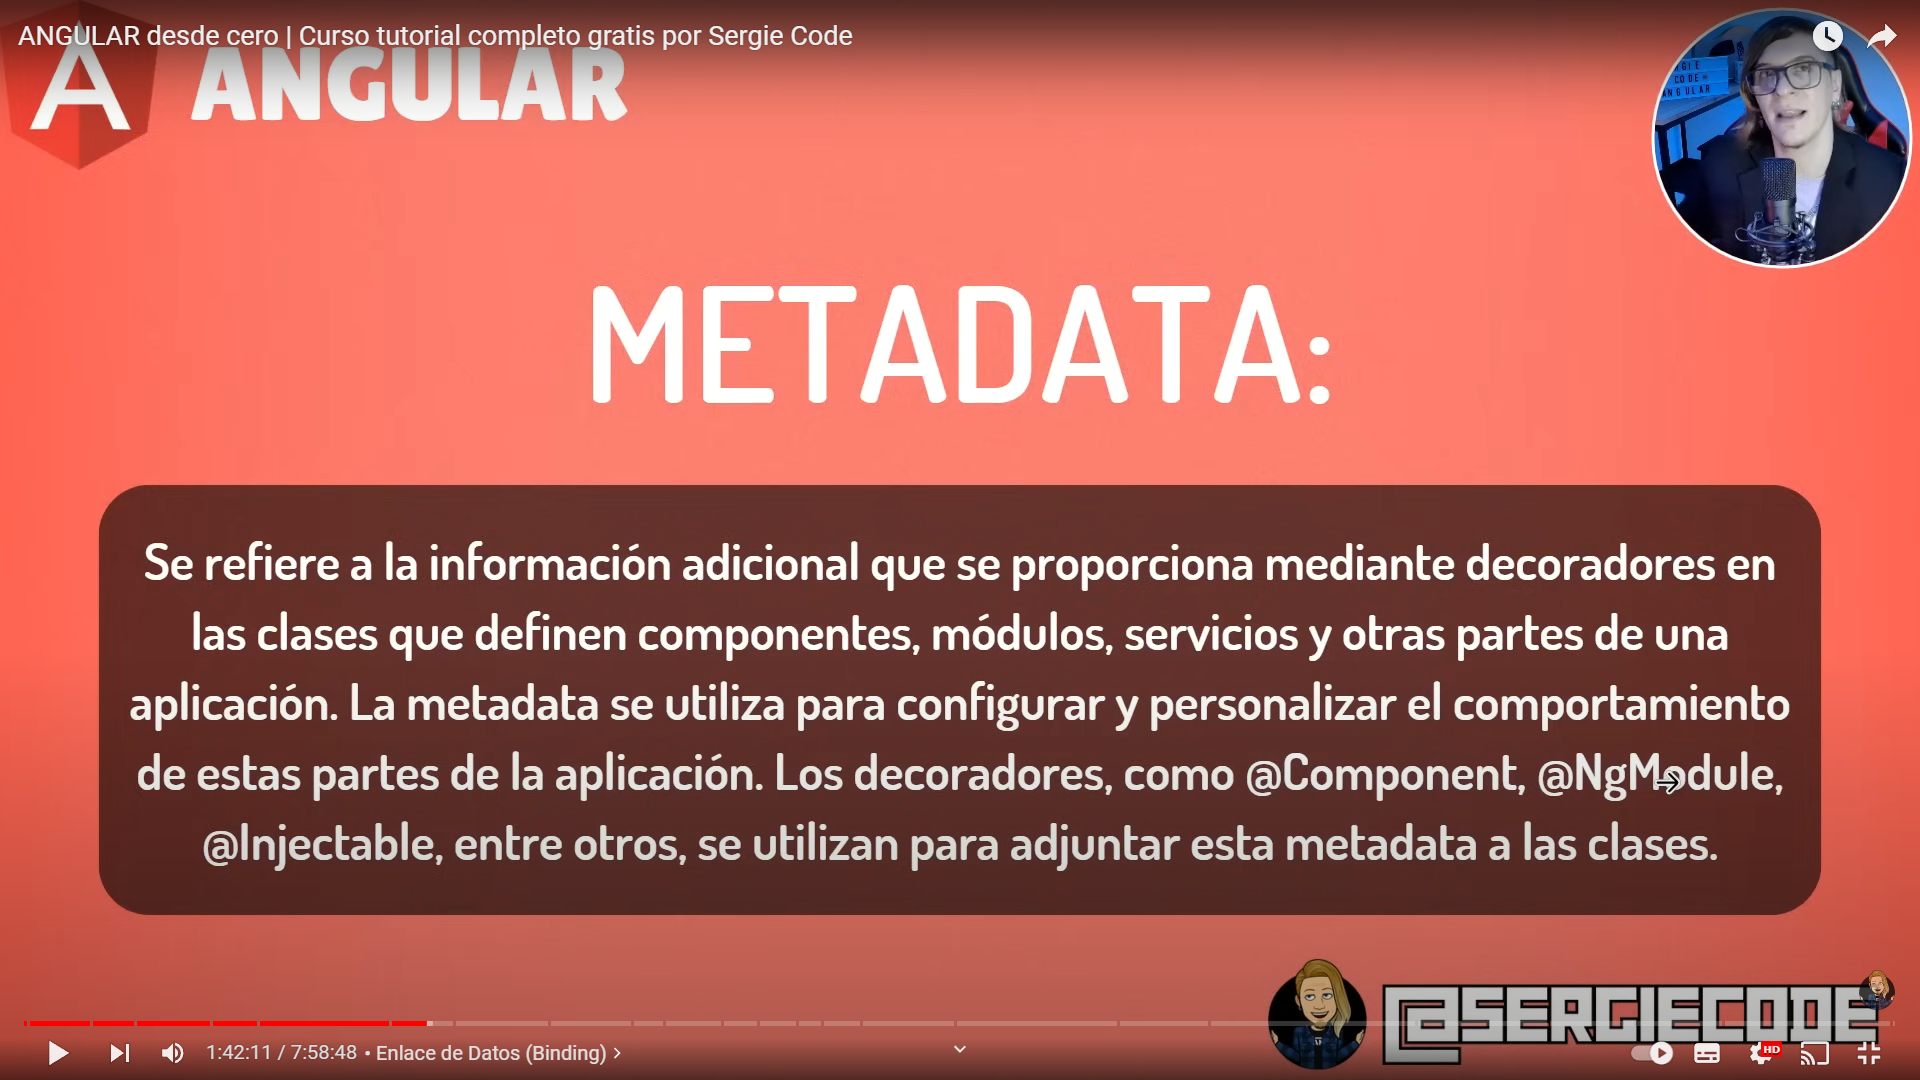 ANGULAR desde cero | Curso tutorial completo gratis por Sergie Code
ANGULAR
GIE
CODE
ANGULAR
METADATA:
Se refiere a la información adicional que se proporciona mediante decoradores en
las clases que definen componentes, módulos, servicios y otras partes de una
aplicación. La metadata se utiliza para configurar y personalizar el comportamiento
de estas partes de la aplicación. Los decoradores, como @Component, @NgModule,
@Injectable, entre otros, se utilizan para adjuntar esta metadata a las clases.
@SERGIECODE
1:42:11 / 7:58:48 • Enlace de Datos (Binding)
HD